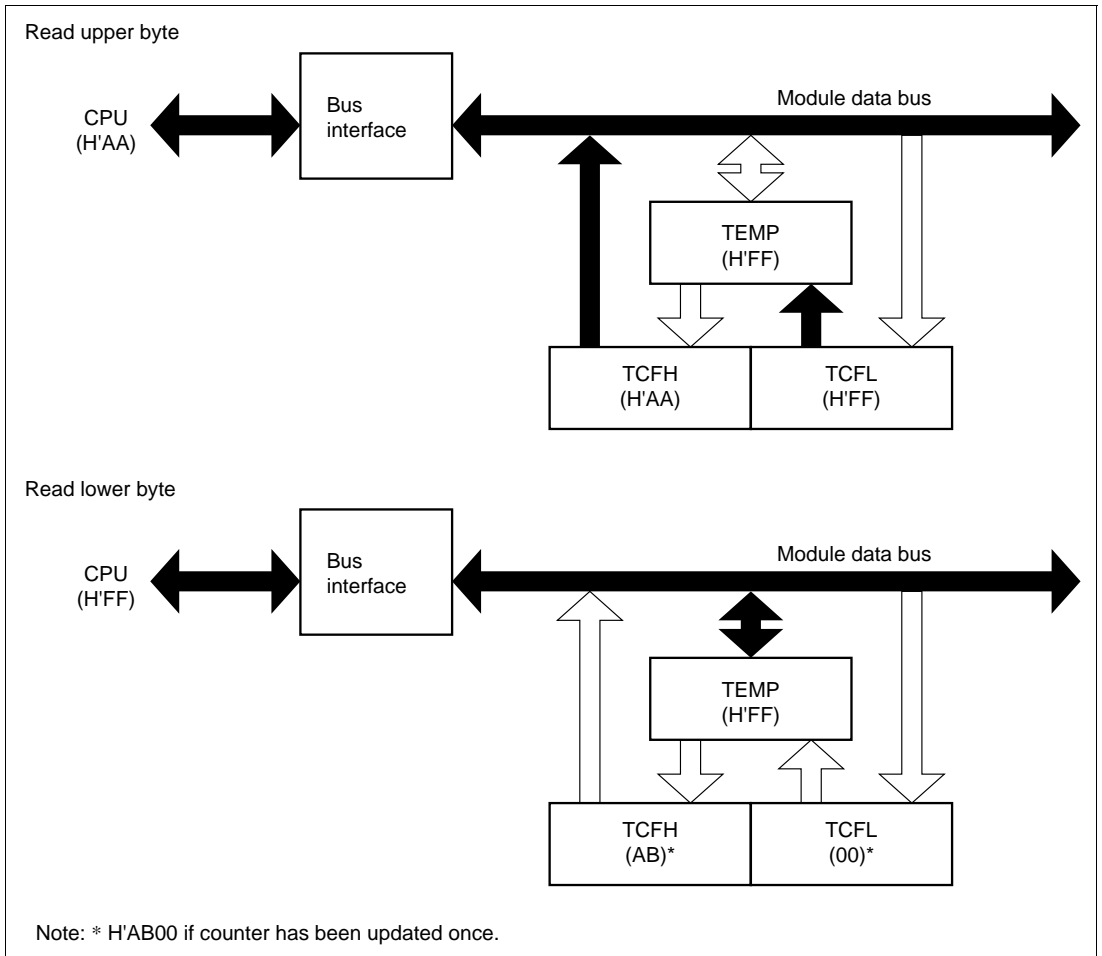 Read upper byte
CPU
(H'AA)
Bus
interface
Module data bus
TEMP
(H'FF)
TCFH
(H'AA)
TCFL
(H'FF)
Read lower byte
CPU
(H'FF)
Bus
interface
Module data bus
TEMP
(H'FF)
TCFH
(AB)*
TCFL
(00)*
Note: * H'AB00 if counter has been updated once.